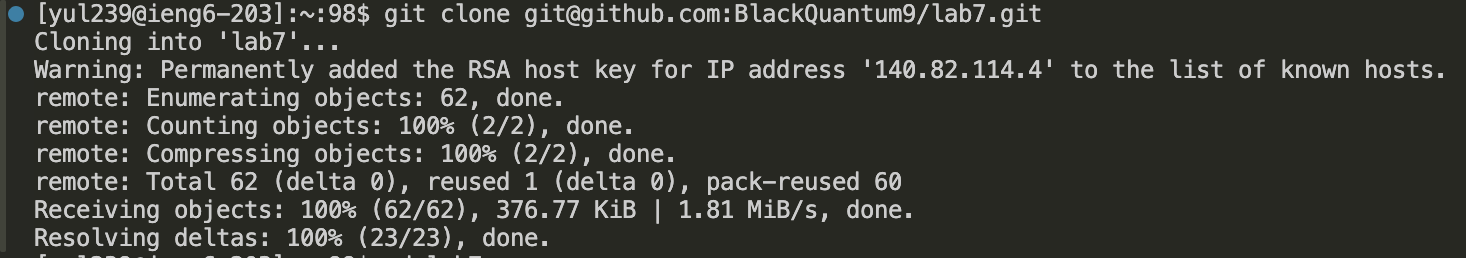 [yul239@ieng6-203]:~:98$ git clone git@github.com:BlackQuantum9/lab7.git
Cloning into 'lab7'...
Warning: Permanently added the RSA host key for IP address '140.82.114.4' to the list of known hosts.
remote: Enumerating objects: 62, done.
remote: Counting objects: 100% (2/2), done.
remote: Compressing objects: 100% (2/2), done.
remote: Total 62 (delta 0), reused 1 (delta 0), pack-reused 60
Receiving objects: 100% (62/62), 376.77 KiB | 1.81 MiB/s, done.
Resolving deltas: 100% (23/23), done.